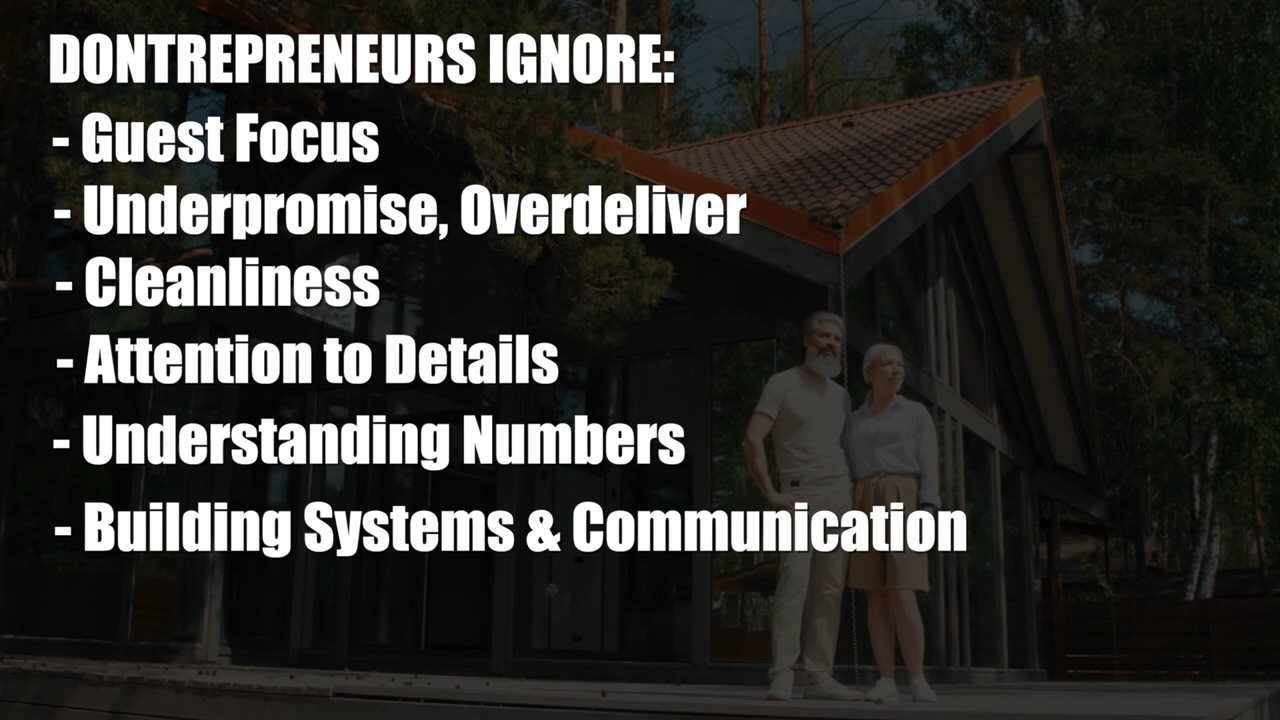 DONTREPRENEURS IGNORE:
- Guest Focus
- Underpromise, Overdeliver
- Cleanliness
- Attention to Details
- Understanding Numbers
- Building Systems & Communication